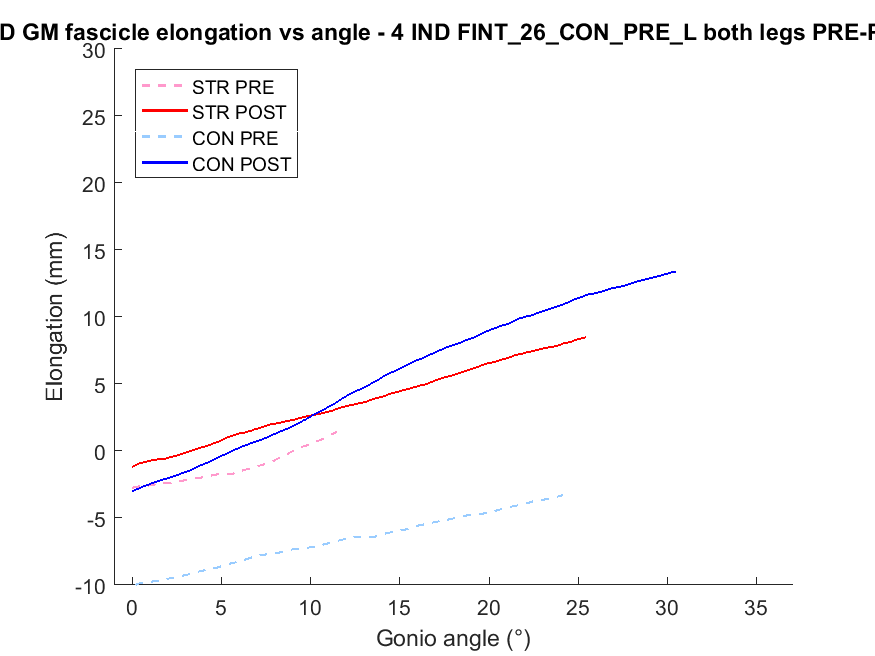 D GM fascicle elongation vs angle - 4 IND FINT_26_CON_PRE_L both legs PRE-P
30
25
20
15
10
5
0
-5
-10
Elongation (mm)
STR PRE
STR POST
CON PRE
CON POST
0 5 10 15 20 25 30 35
Gonio angle (°)